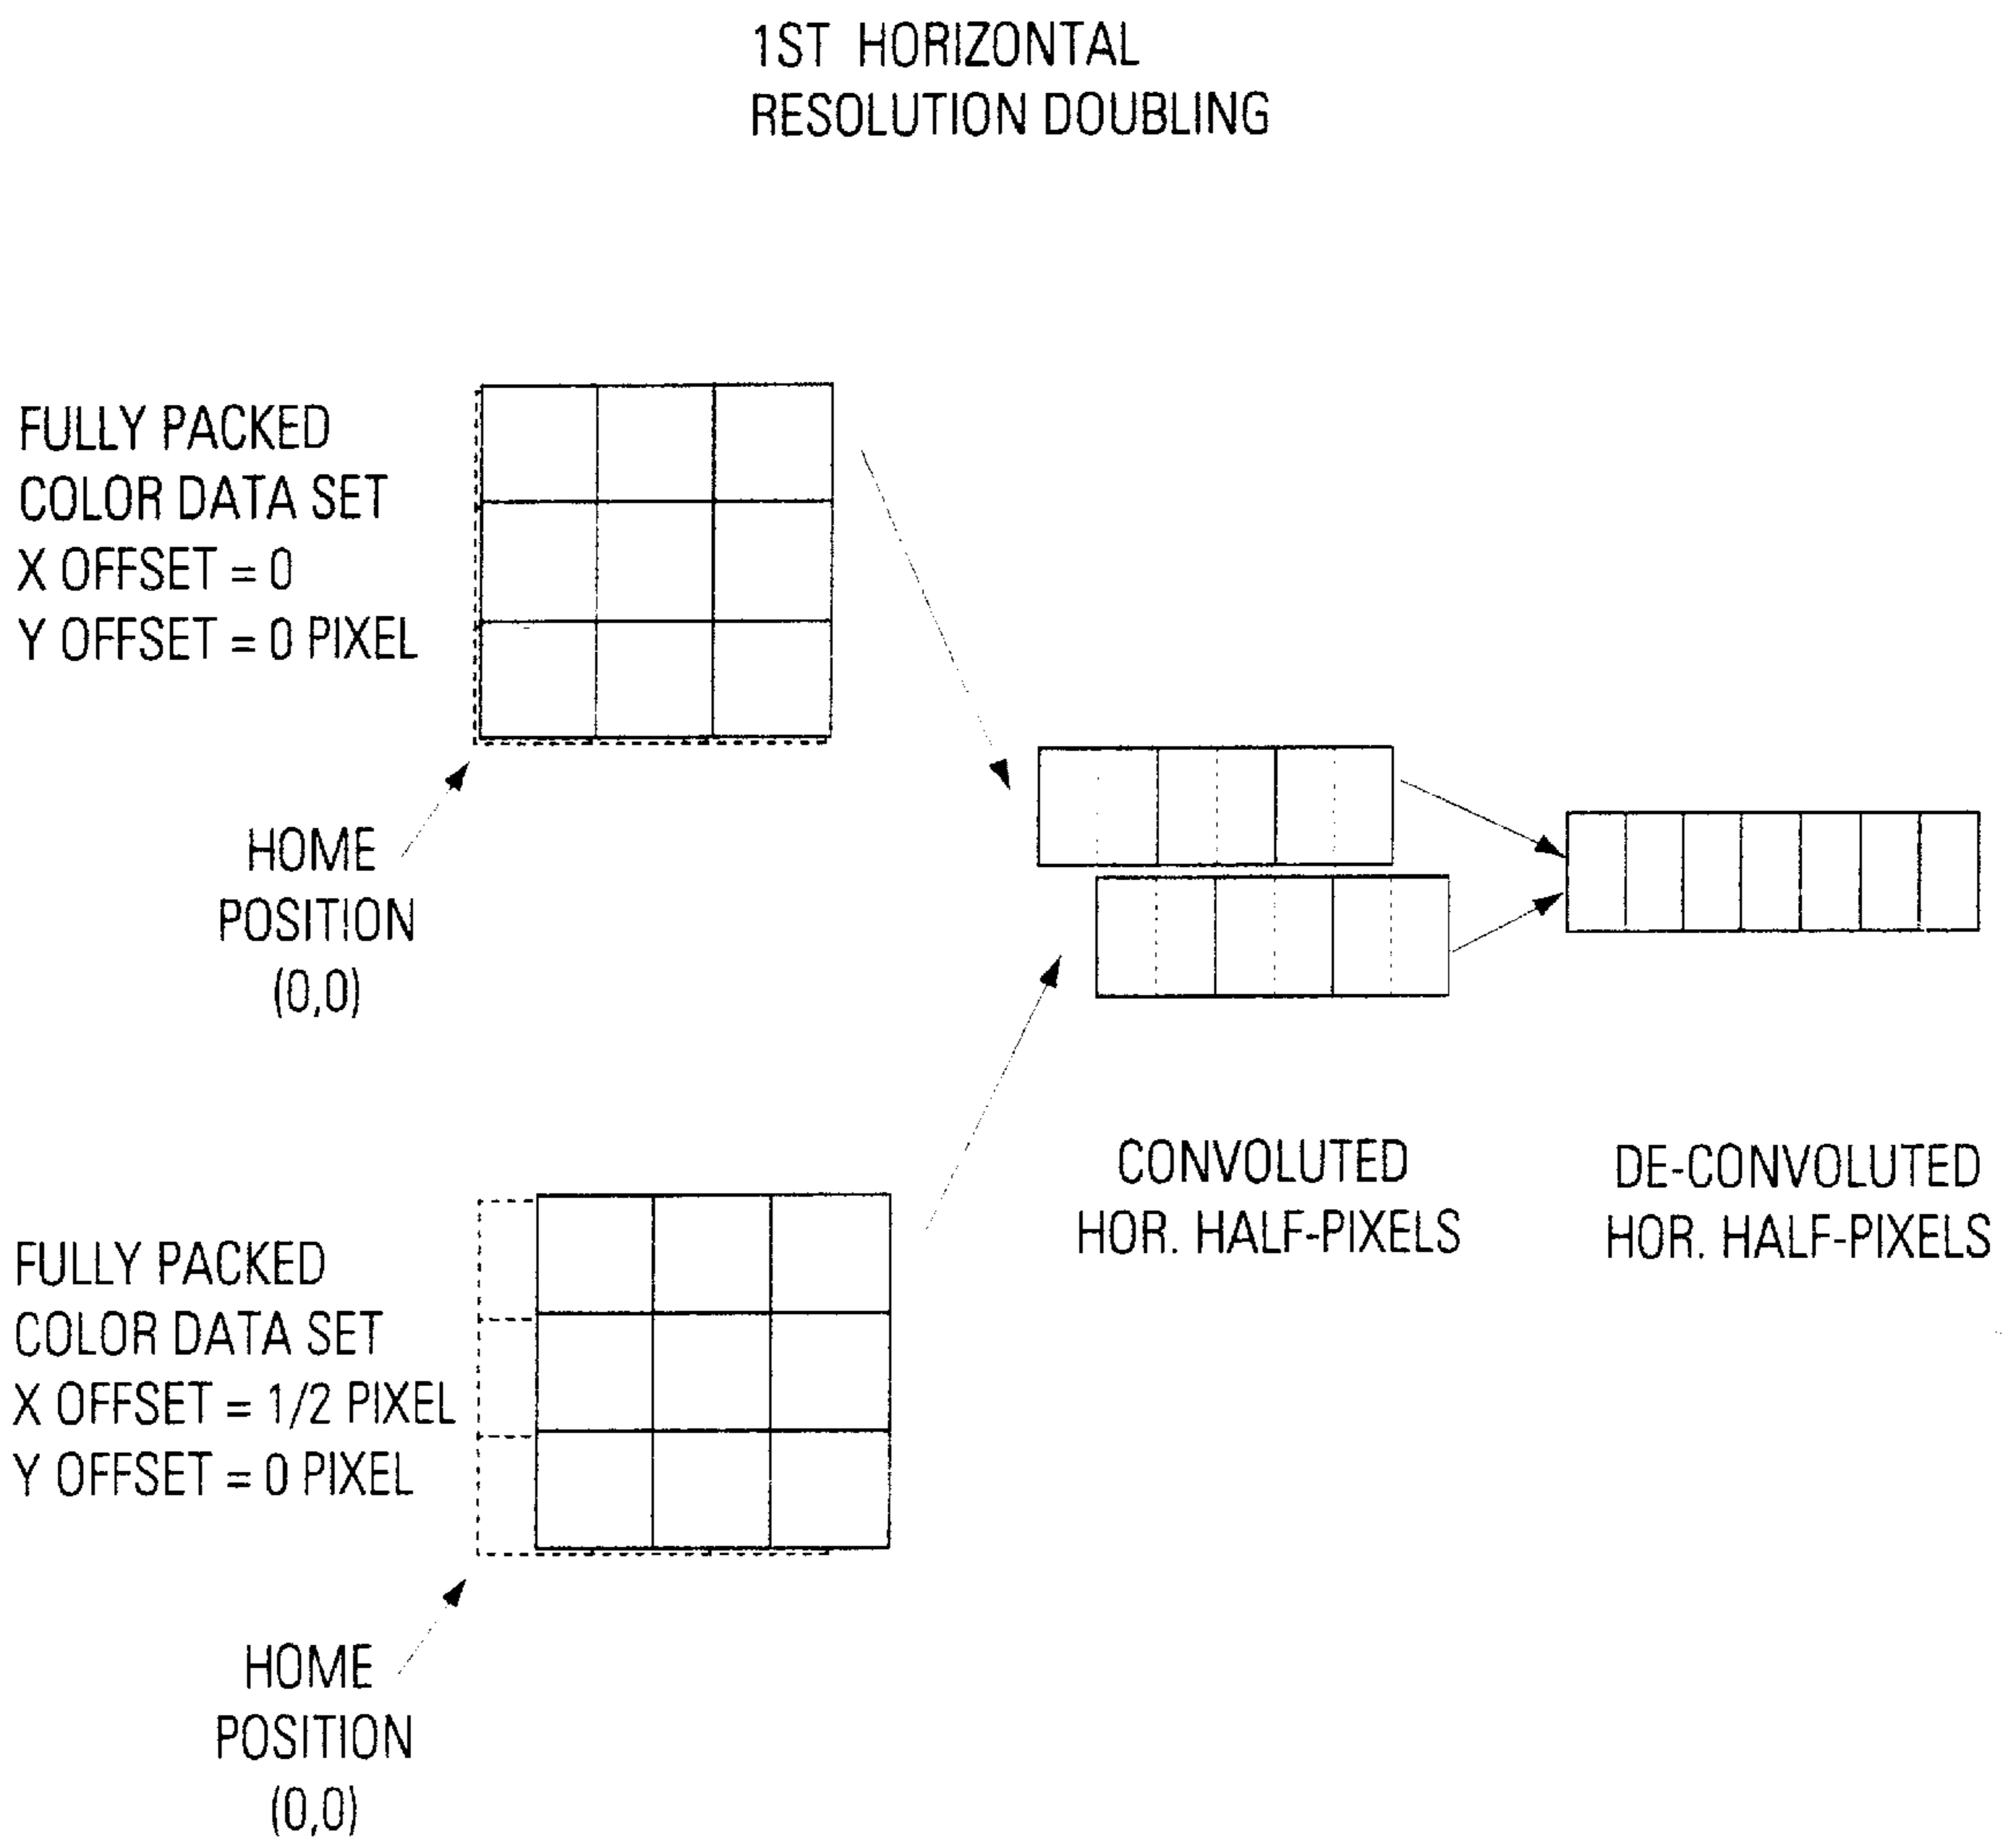 1ST HORIZONTAL
RESOLUTION DOUBLING
FULLY PACKED
COLOR DATA SET
X OFFSET = 0
Y OFFSET = 0 PIXEL
HOME
POSITION
(0,0)
CONVOLUTED
HOR. HALF-PIXELS
DE-CONVOLUTED
HOR. HALF-PIXELS
FULLY PACKED
COLOR DATA SET
X OFFSET = 1/2 PIXEL
Y OFFSET = 0 PIXEL
HOME
POSITION
(0,0)